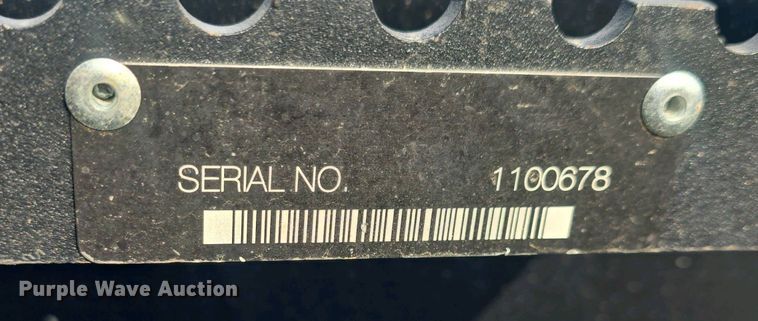 SERIAL NO. 1100678
Purple Wave Auction